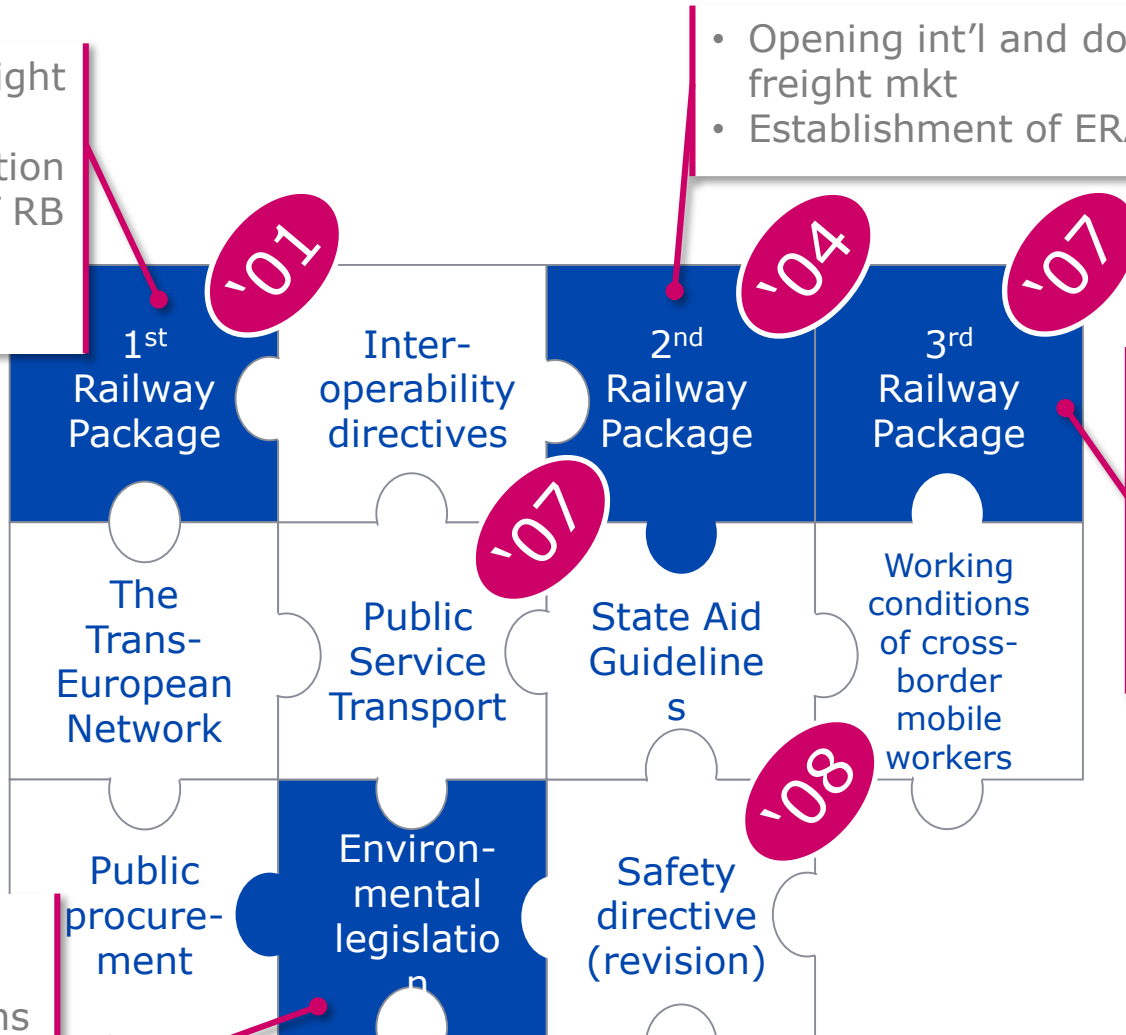 ight
tion
RB
• Opening int'l and do
freight mkt
• Establishment of ER
`01
`04
`07
1st
Railway
Package
Inter-
operability
directives
2nd
Railway
Package
3rd
Railway
Package
`07
The
Trans-
European
Network
Public
Service
Transport
State Aid
Guideline
s
Working
conditions
of cross-
border
mobile
workers
`08
Public
procure-
ment
Environ-
mental
legislatio
n
Safety
directive
(revision)
ns